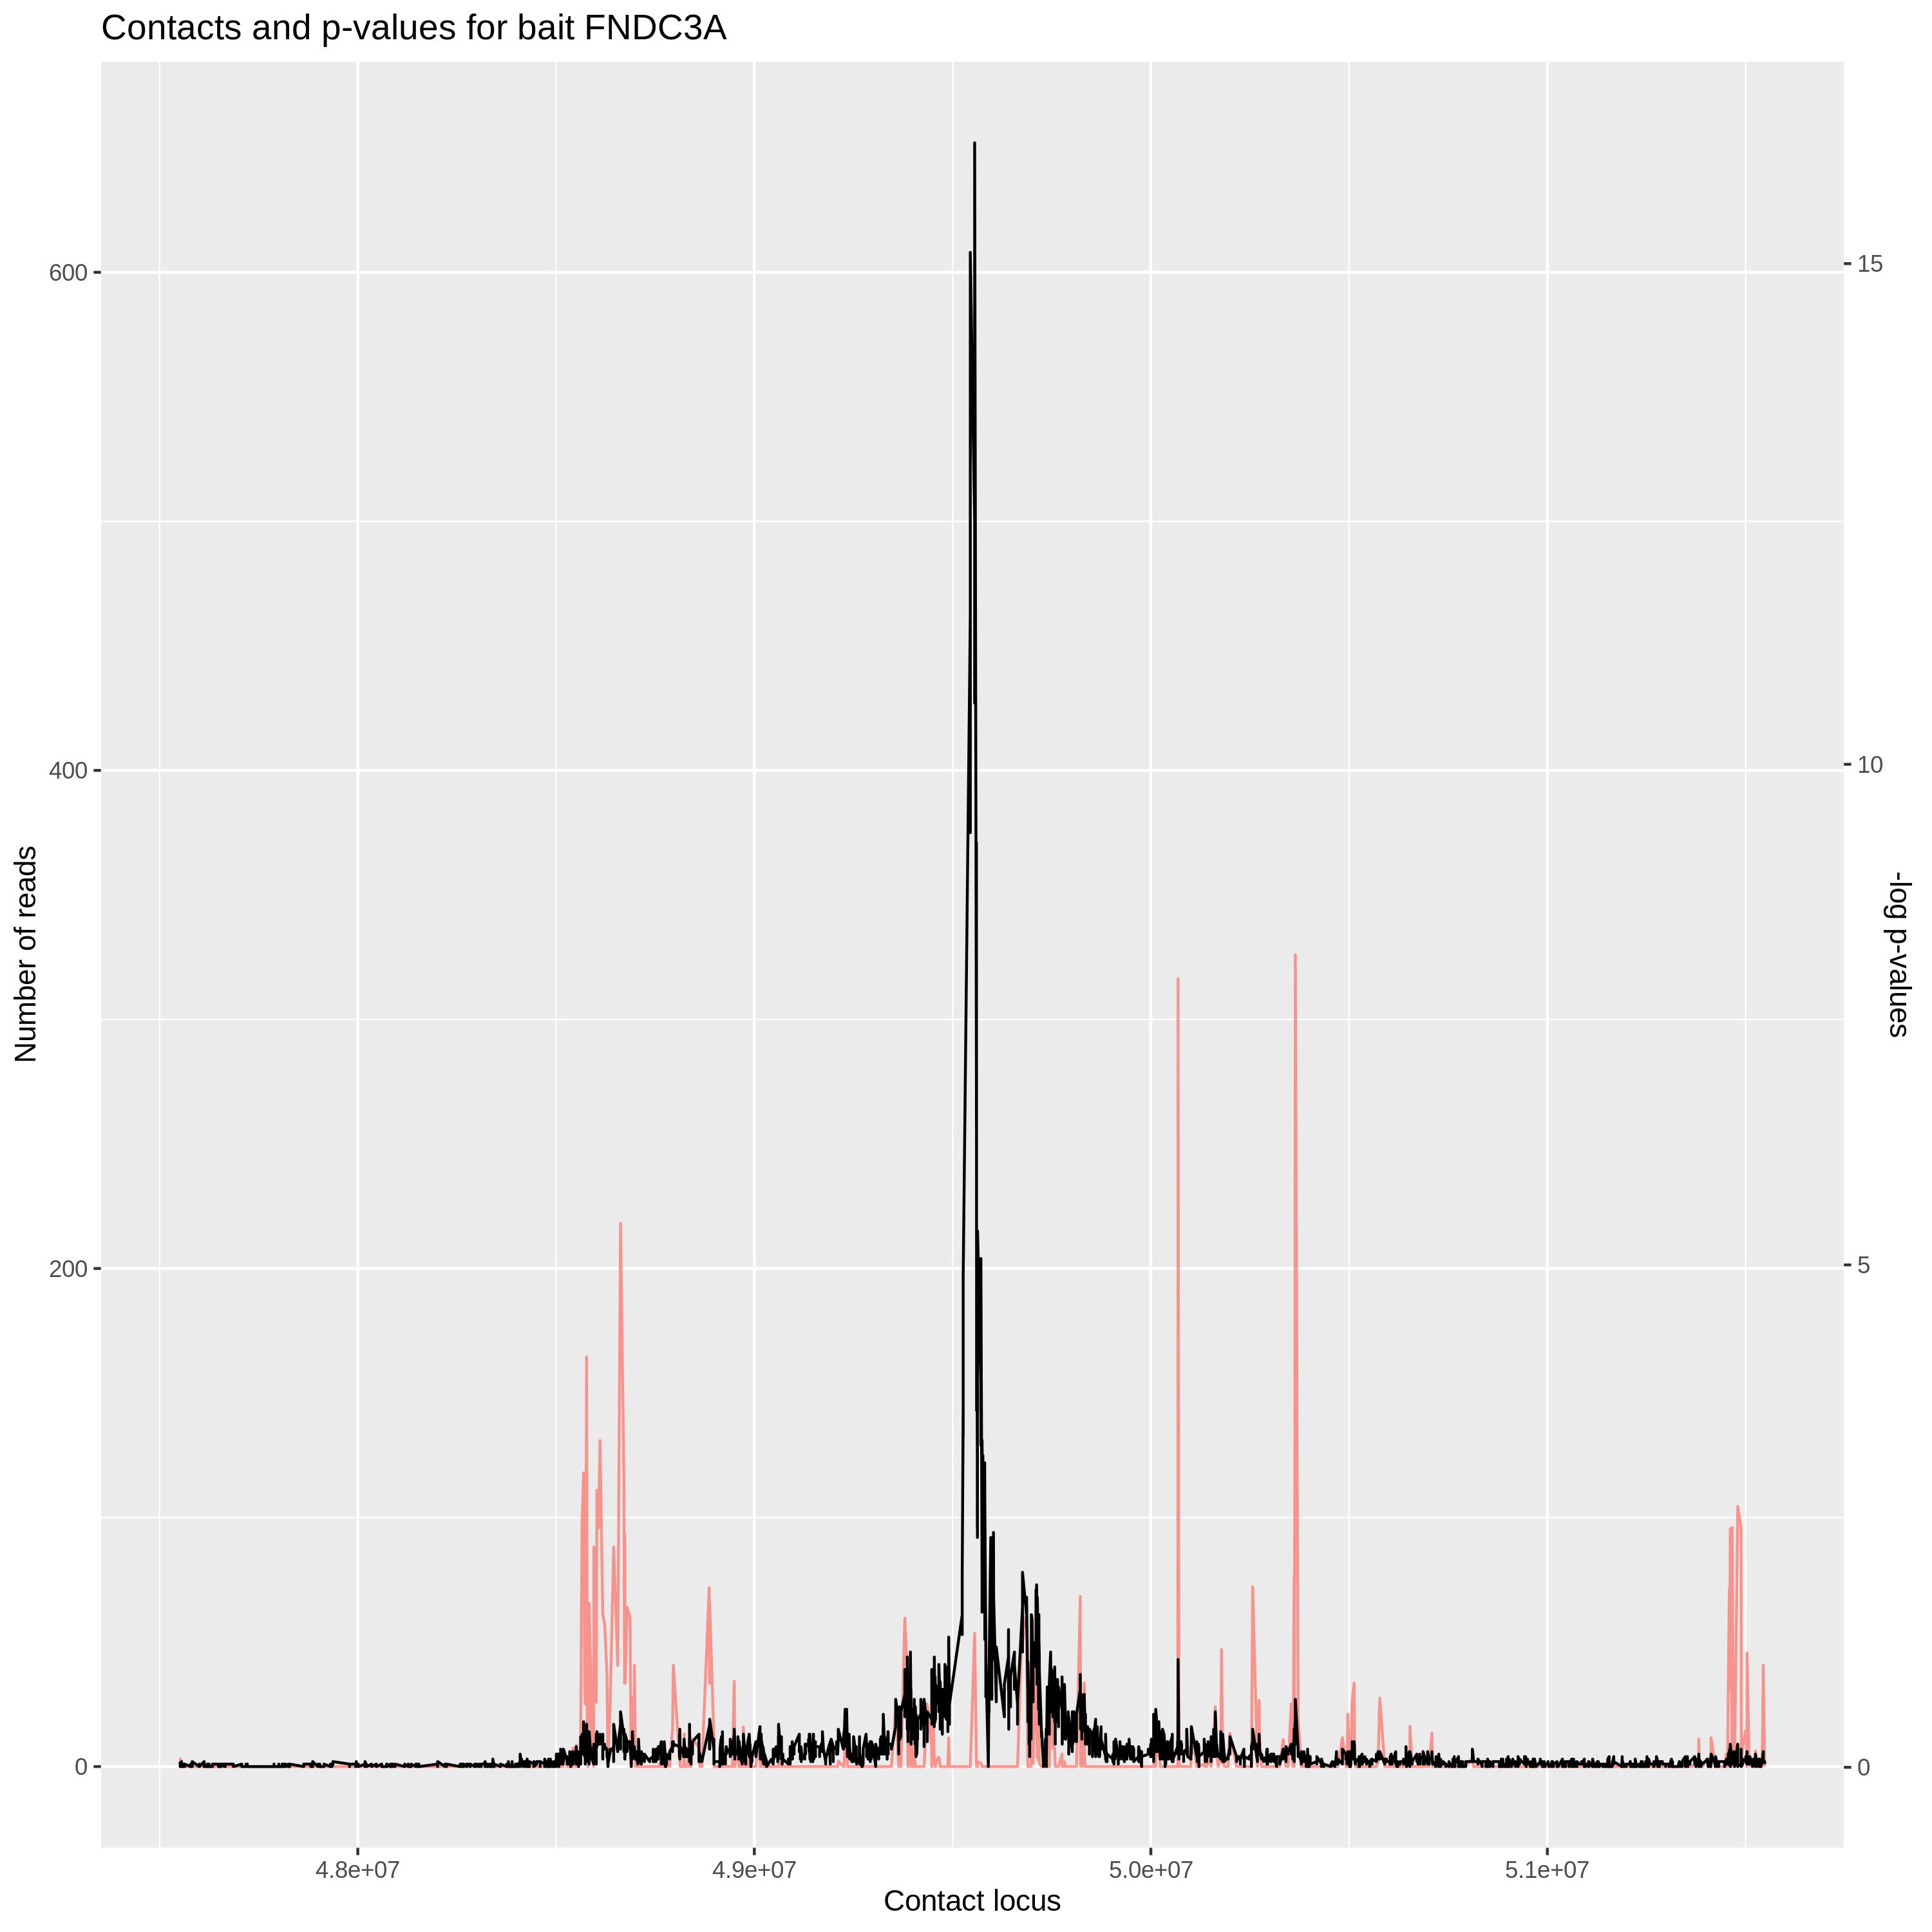 Contacts and p-values for bait FNDC3A
Number of reads
600
400
200
0
15
10
5
0
-log p-values
4.8e+07
4.9e+07
5.0e+07
5.1e+07
Contact locus